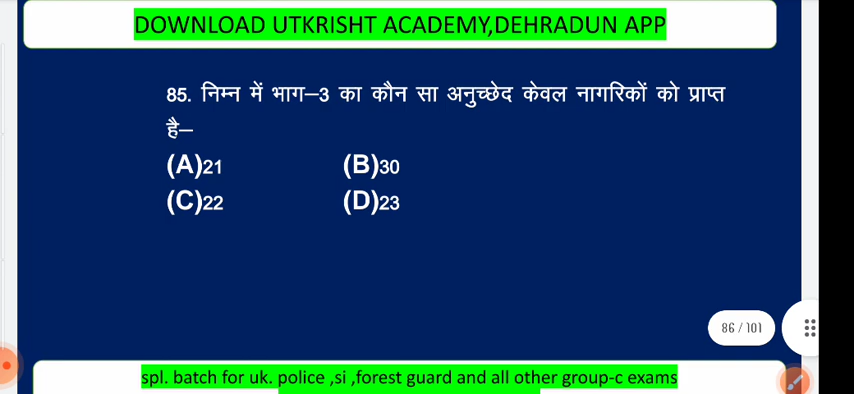 DOWNLOAD UTKRISHT ACADEMY,DEHRADUN APP
85. निम्न में भाग–3 का कौन सा अनुच्छेद केवल नागरिकों को प्राप्त
है–
(A)21 (B)30
(C)22 (D)23
86 / 101
spl. batch for uk. police ,si ,forest guard and all other group-c exams